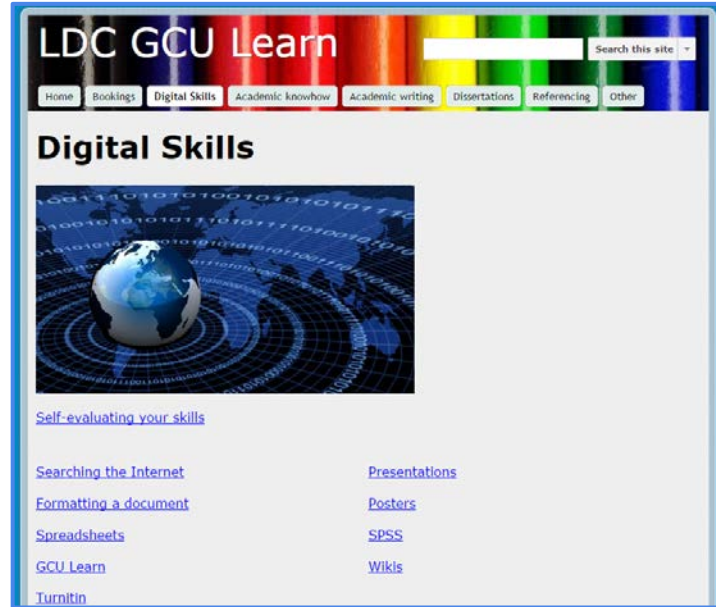 LDC GCU Learn
Search this site
Home Bookings Digital Skills Academic knowhow Academic writing Dissertations Referencing Other
Digital Skills
Self-evaluating your skills
Searching the Internet
Presentations
Formatting a document
Posters
Spreadsheets
SPSS
GCU Learn
Wikis
Turnitin